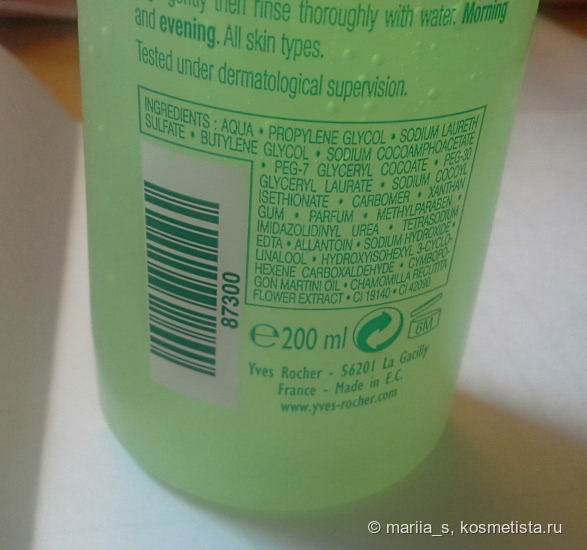 gently then rinse thoroughly with water. Morning
and evening. All skin types.
Tested under dermatological supervision.
INGREDIENTS : AQUA • PROPYLENE GLYCOL • SODIUM LAURETH
SULFATE • BUTYLENE GLYCOL • SODIUM COCOAMPHOACETATE
• PEG-7 GLYCERYL COCOATE • PEG-30
GLYCERYL LAURATE • SODIUM COCOYL
ISETHIONATE • CARBOMER • XANTHAN
GUM • PARFUM • METHYLPARABEN •
IMIDAZOLIDINYL UREA • TETRASODIUM
EDTA • ALLANTOIN • SODIUM HYDROXIDE •
LINALOOL • HYDROXYISOHEXYL 3-CYCLO-
HEXENE CARBOXALDEHYDE • CYMBOPO-
GON MARTINI OIL • CHAMOMILLA RECUTITA
FLOWER EXTRACT • CI 19140 • CI 42090
87300
℮ 200 ml
6M
Yves Rocher - 56201 La Gacilly
France - Made in E.C.
www.yves-rocher.com
© mariia_s, kosmetista.ru